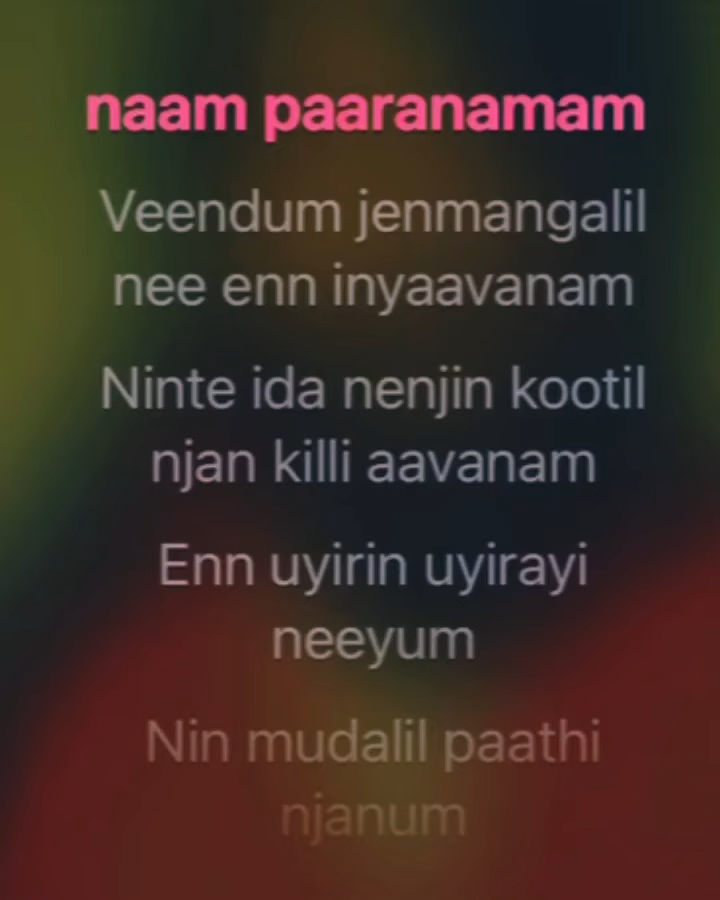 naam paaranamam
Veendum jenmangalil
nee enn inyaavanam
Ninte ida nenjin kootil
njan killi aavanam
Enn uyirin uyirayi
neeyum
Nin mudalil paathi
njanum